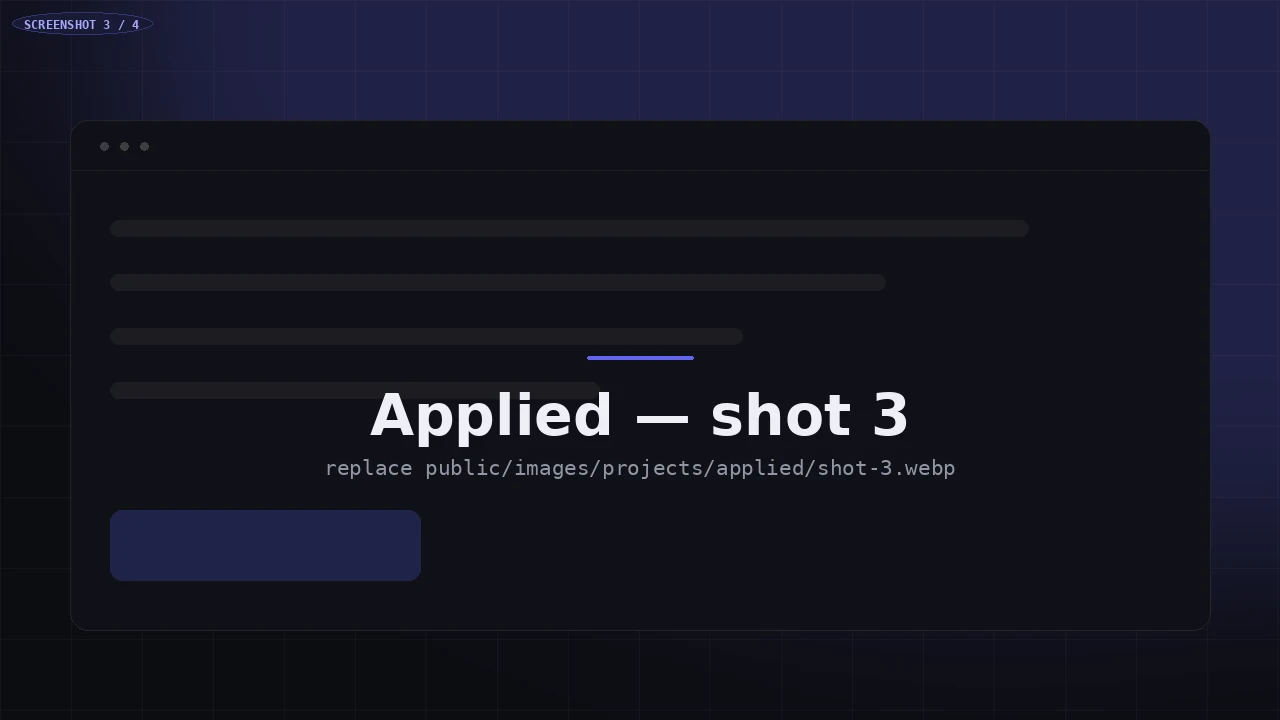 SCREENSHOT 3 / 4
Applied — shot 3
replace public/images/projects/applied/shot-3.webp